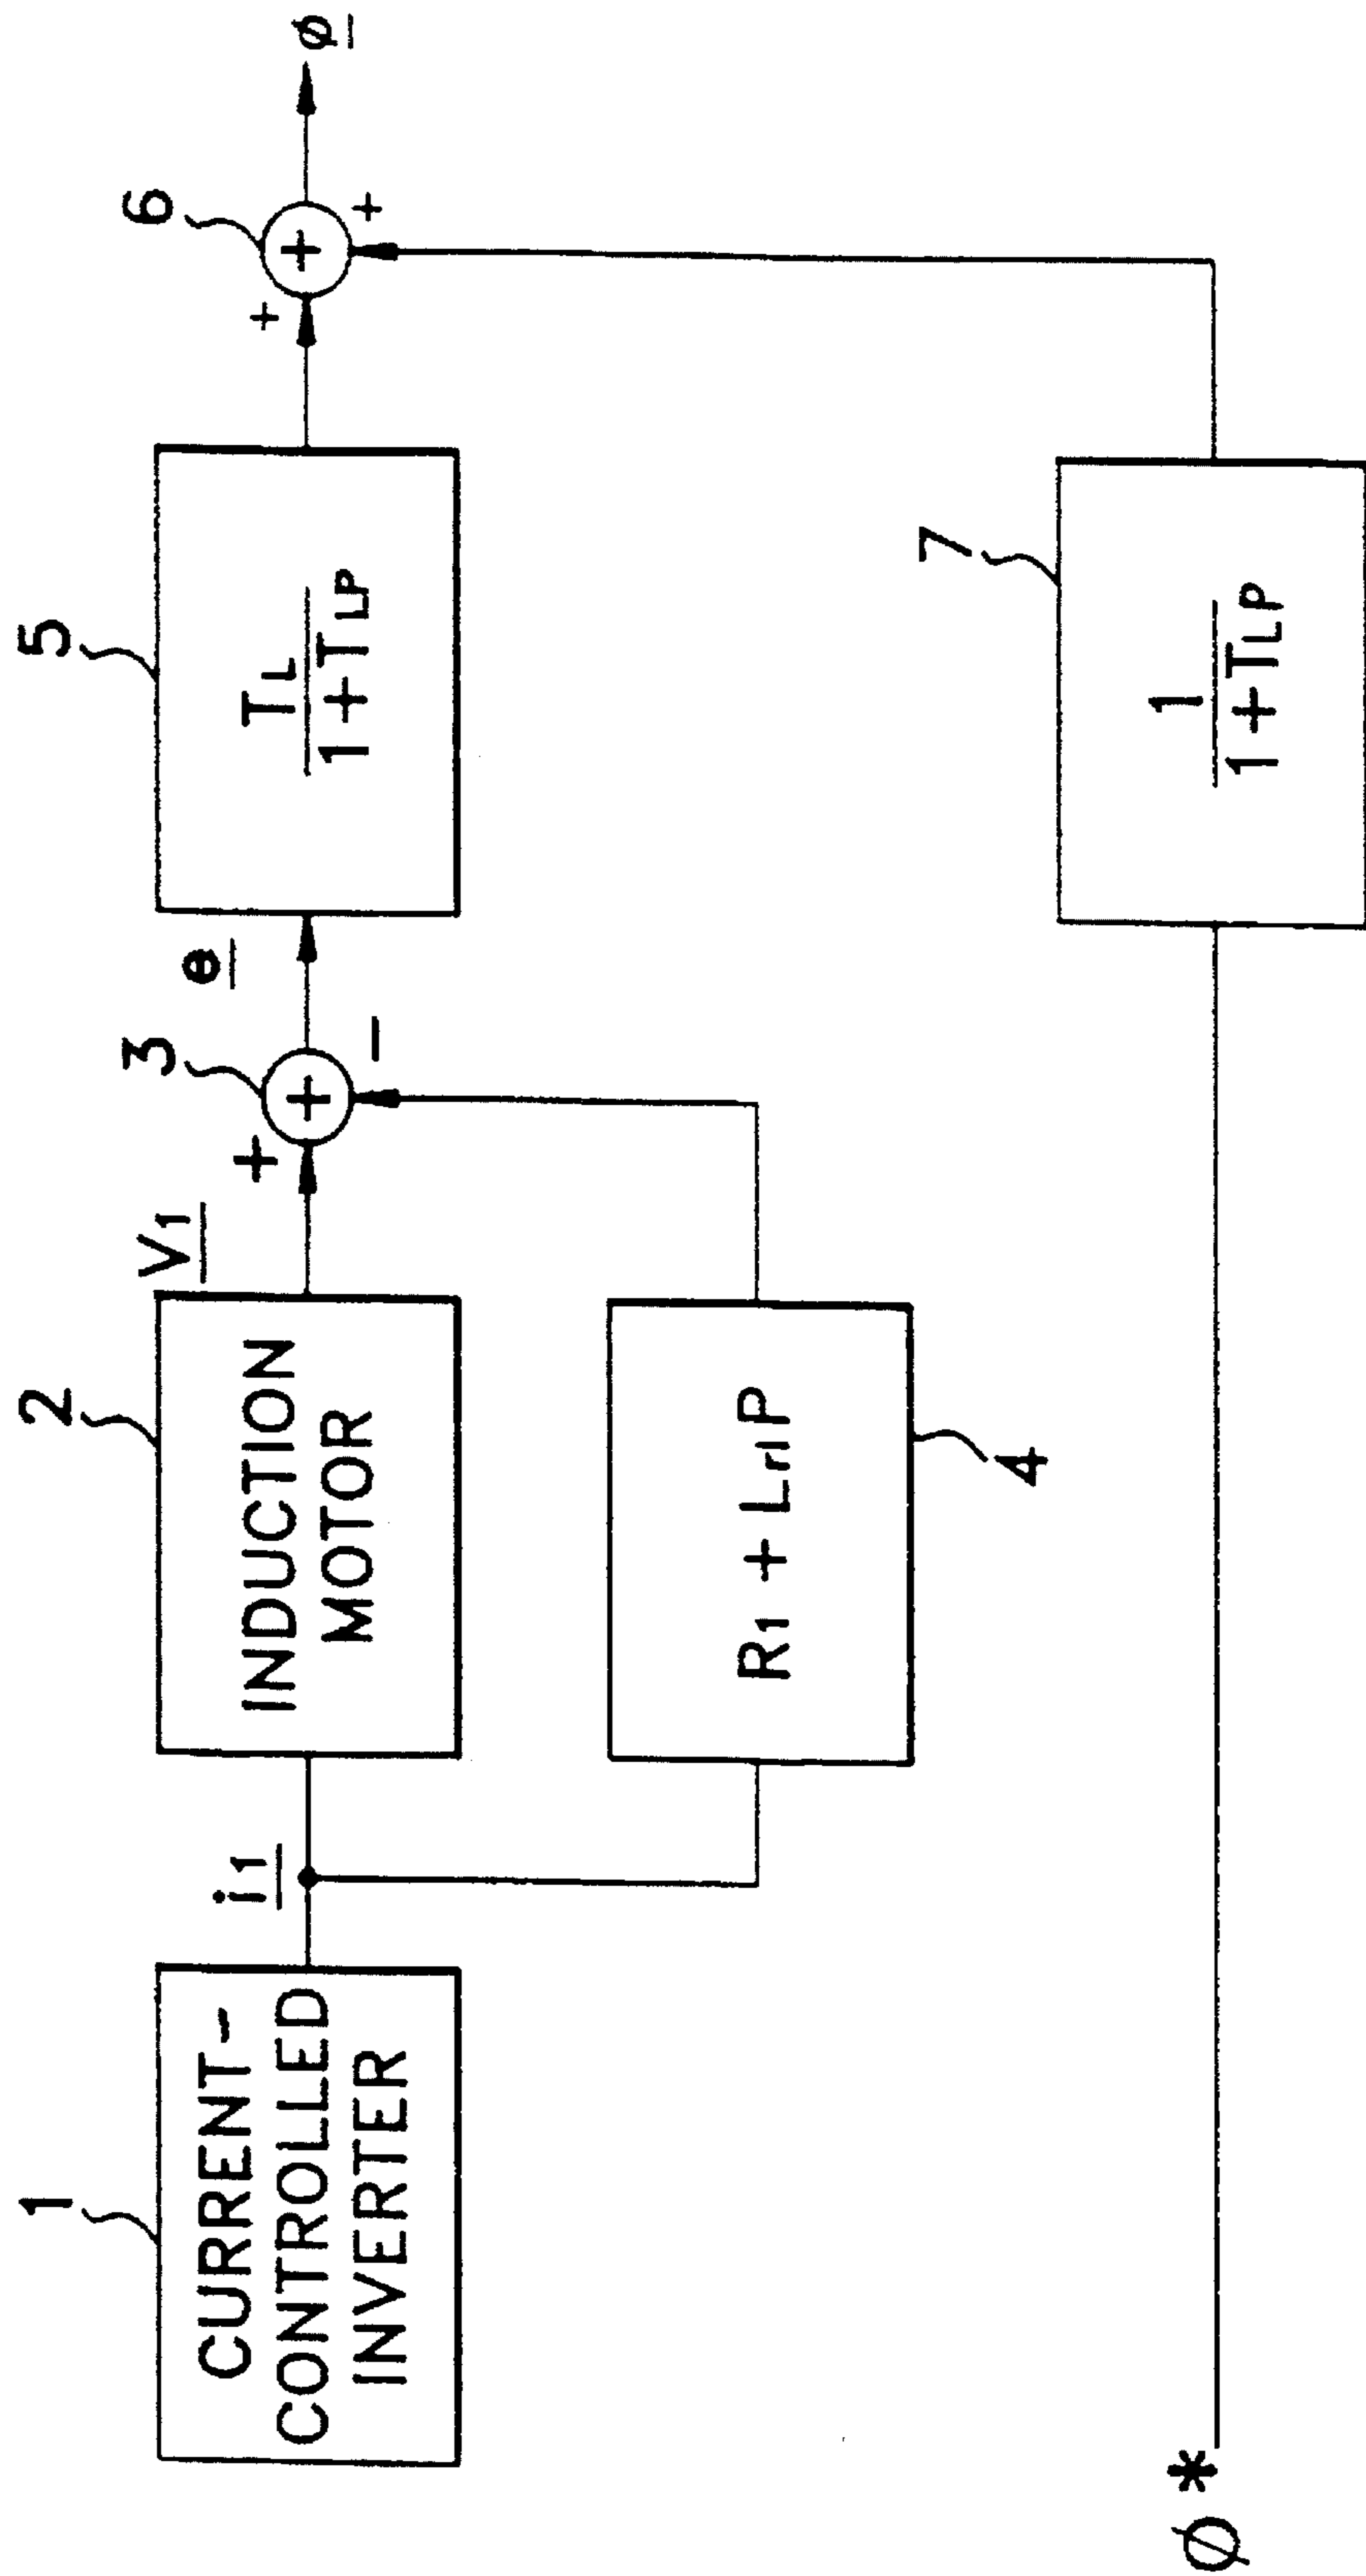 1
CURRENT-
CONTROLLED
INVERTER
i1
2
INDUCTION
MOTOR
V1
+
3
+
−
e
5
TL
1+TLP
+
6
+
+
ø
R1 + Lr1P
4
ø*
7
1
1+TLP